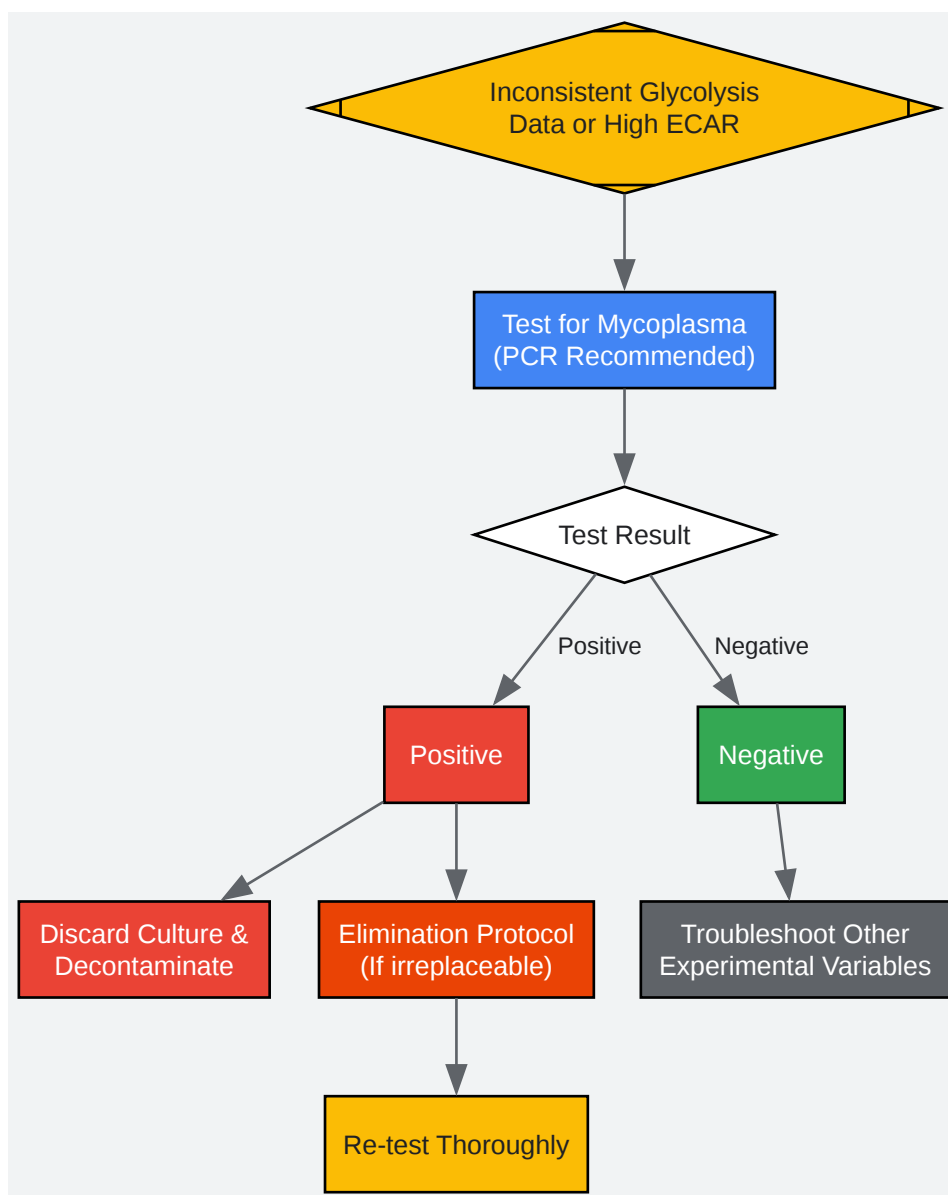 Inconsistent Glycolysis
Data or High ECAR
Test for Mycoplasma
(PCR Recommended)
Test Result
Positive
Negative
Positive
Negative
Discard Culture &
Decontaminate
Elimination Protocol
(If irreplaceable)
Troubleshoot Other
Experimental Variables
Re-test Thoroughly